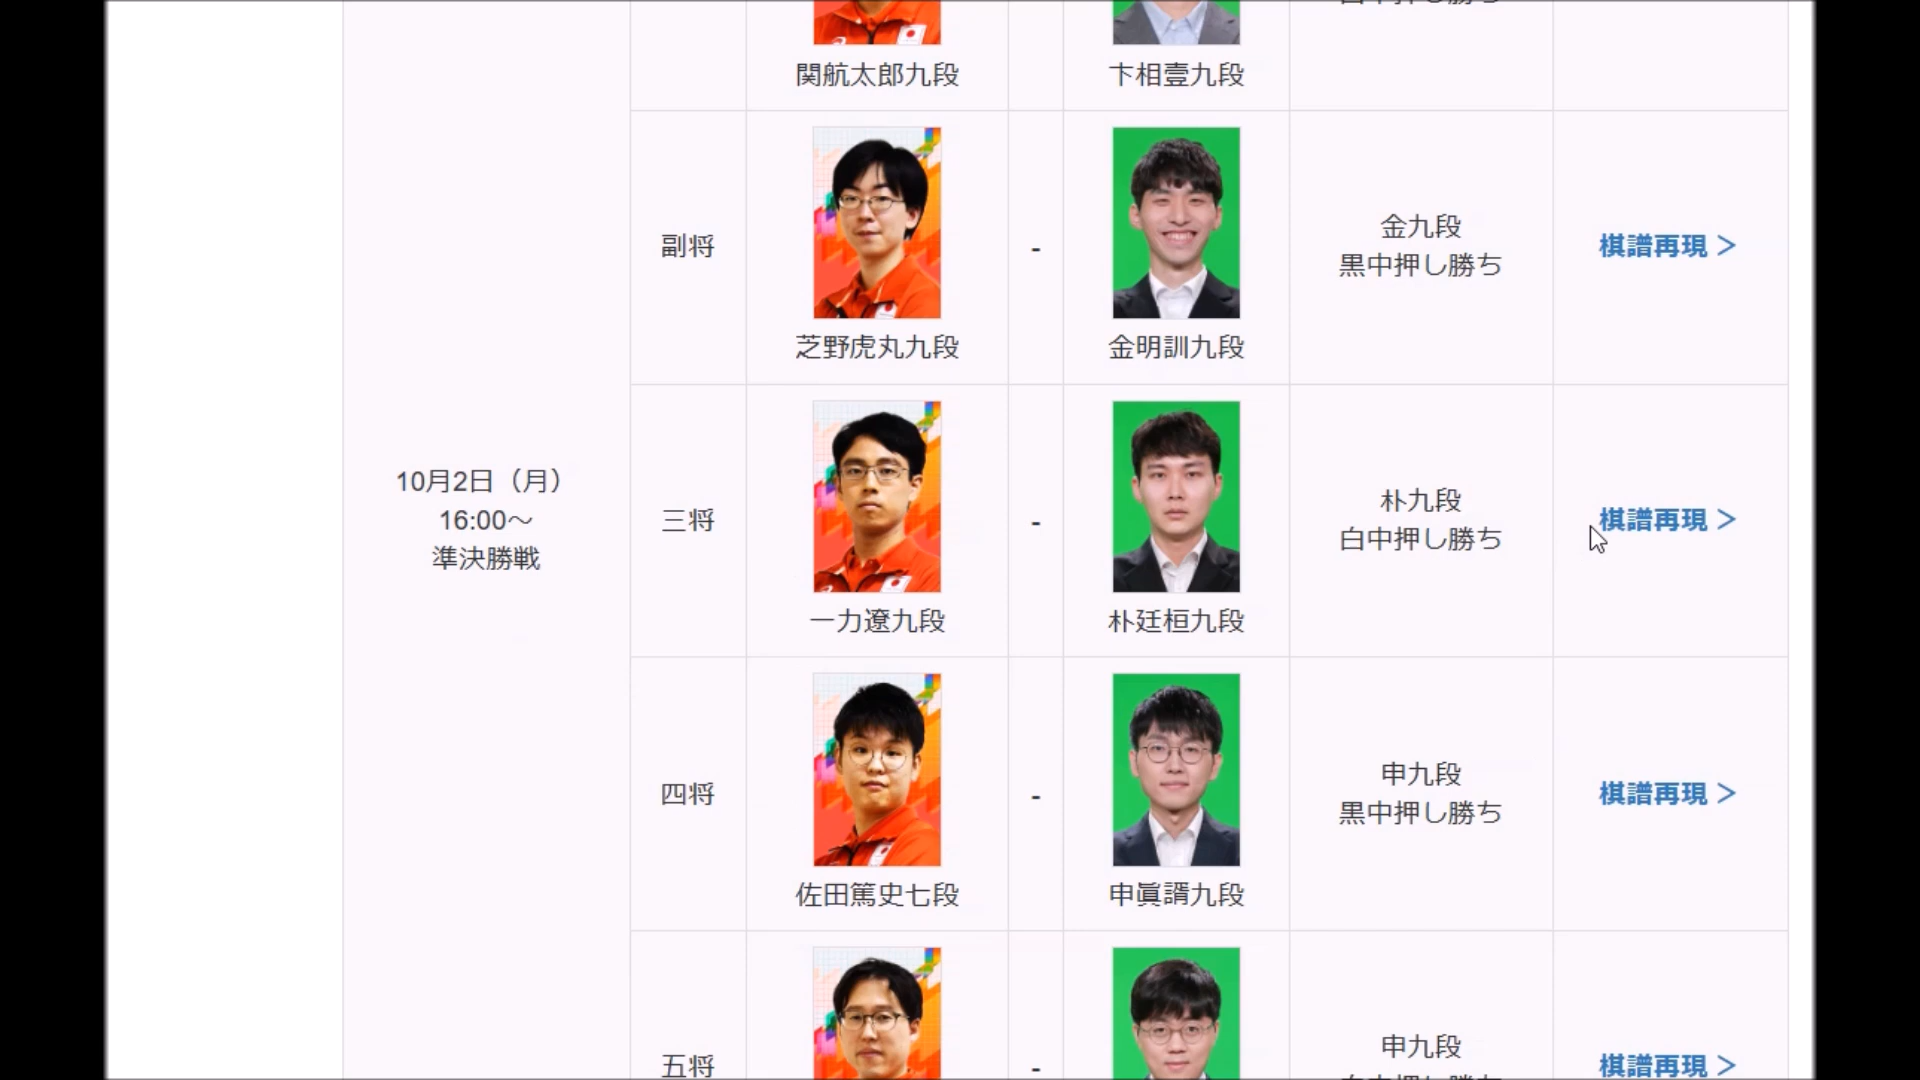 関航太郎九段 卞相壹九段
副将 - 金九段
黒中押し勝ち 棋譜再現 >
芝野虎丸九段 金明訓九段
10月2日（月）
16:00～
準決勝戦
三将 - 朴九段
白中押し勝ち 棋譜再現 >
一力遼九段 朴廷桓九段
四将 - 申九段
黒中押し勝ち 棋譜再現 >
佐田篤史七段 申眞諝九段
五将 - 申九段 棋譜再現 >